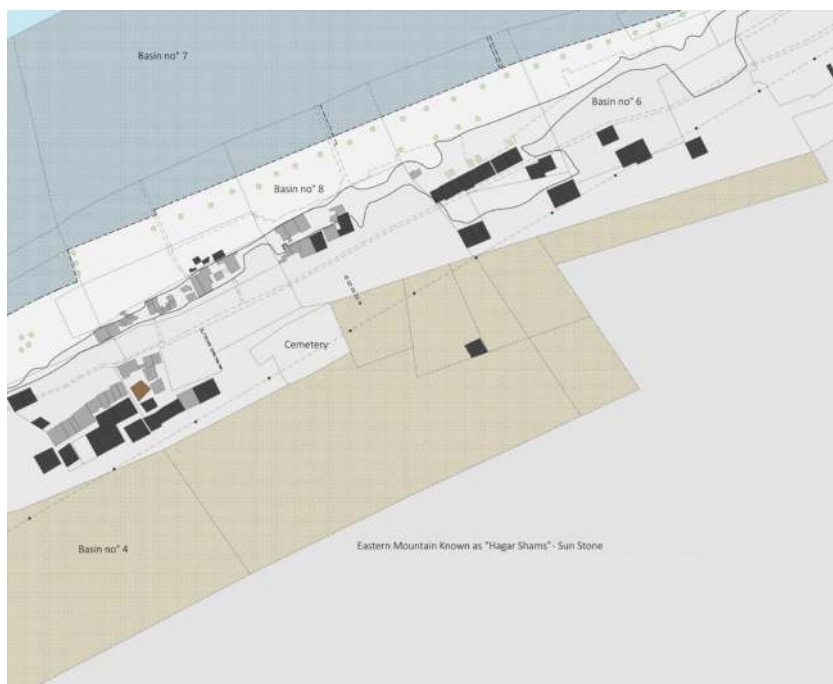 Basin no° 7
Basin no° 6
Basin no° 8
Cemetery
Basin no° 4
Eastern Mountain Known as "Hagar Shams" - Sun Stone